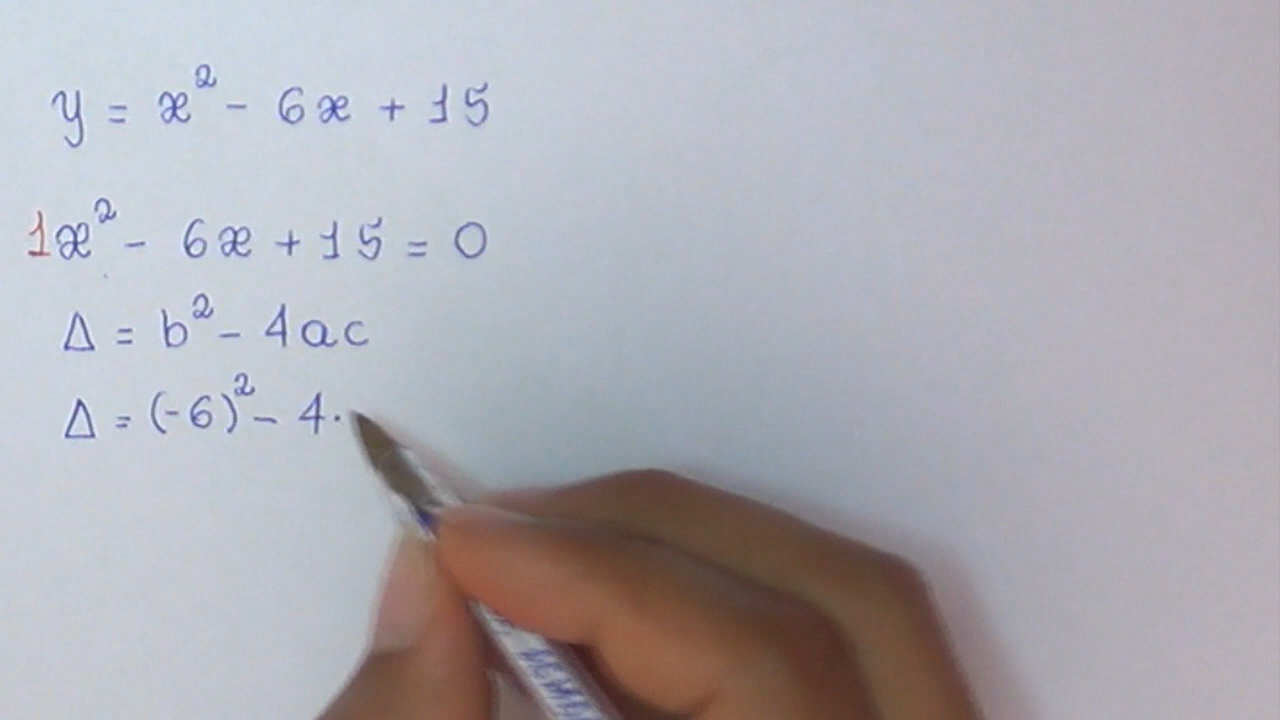 y = x² - 6x + 15
1x² - 6x + 15 = 0
Δ = b² - 4ac
Δ = (-6)² - 4·